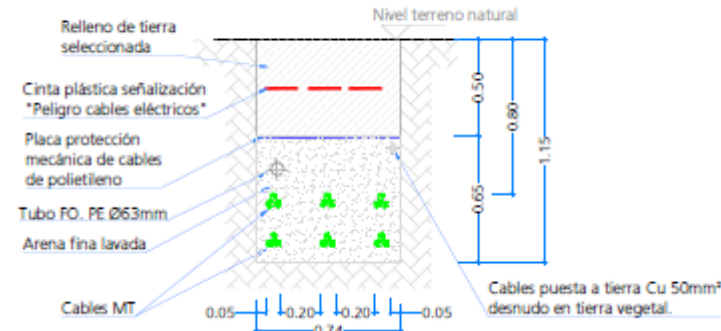 Nivel terreno natural
Relleno de tierra
seleccionada
Cinta plástica señalización
"Peligro cables eléctricos"
Placa protección
mecánica de cables
de polietileno
Tubo FO. PE Ø63mm
Arena fina lavada
Cables MT
0.50
0.80
1.15
0.65
Cables puesta a tierra Cu 50mm²
desnudo en tierra vegetal.
0.05 0.20 0.20 0.05
0.74